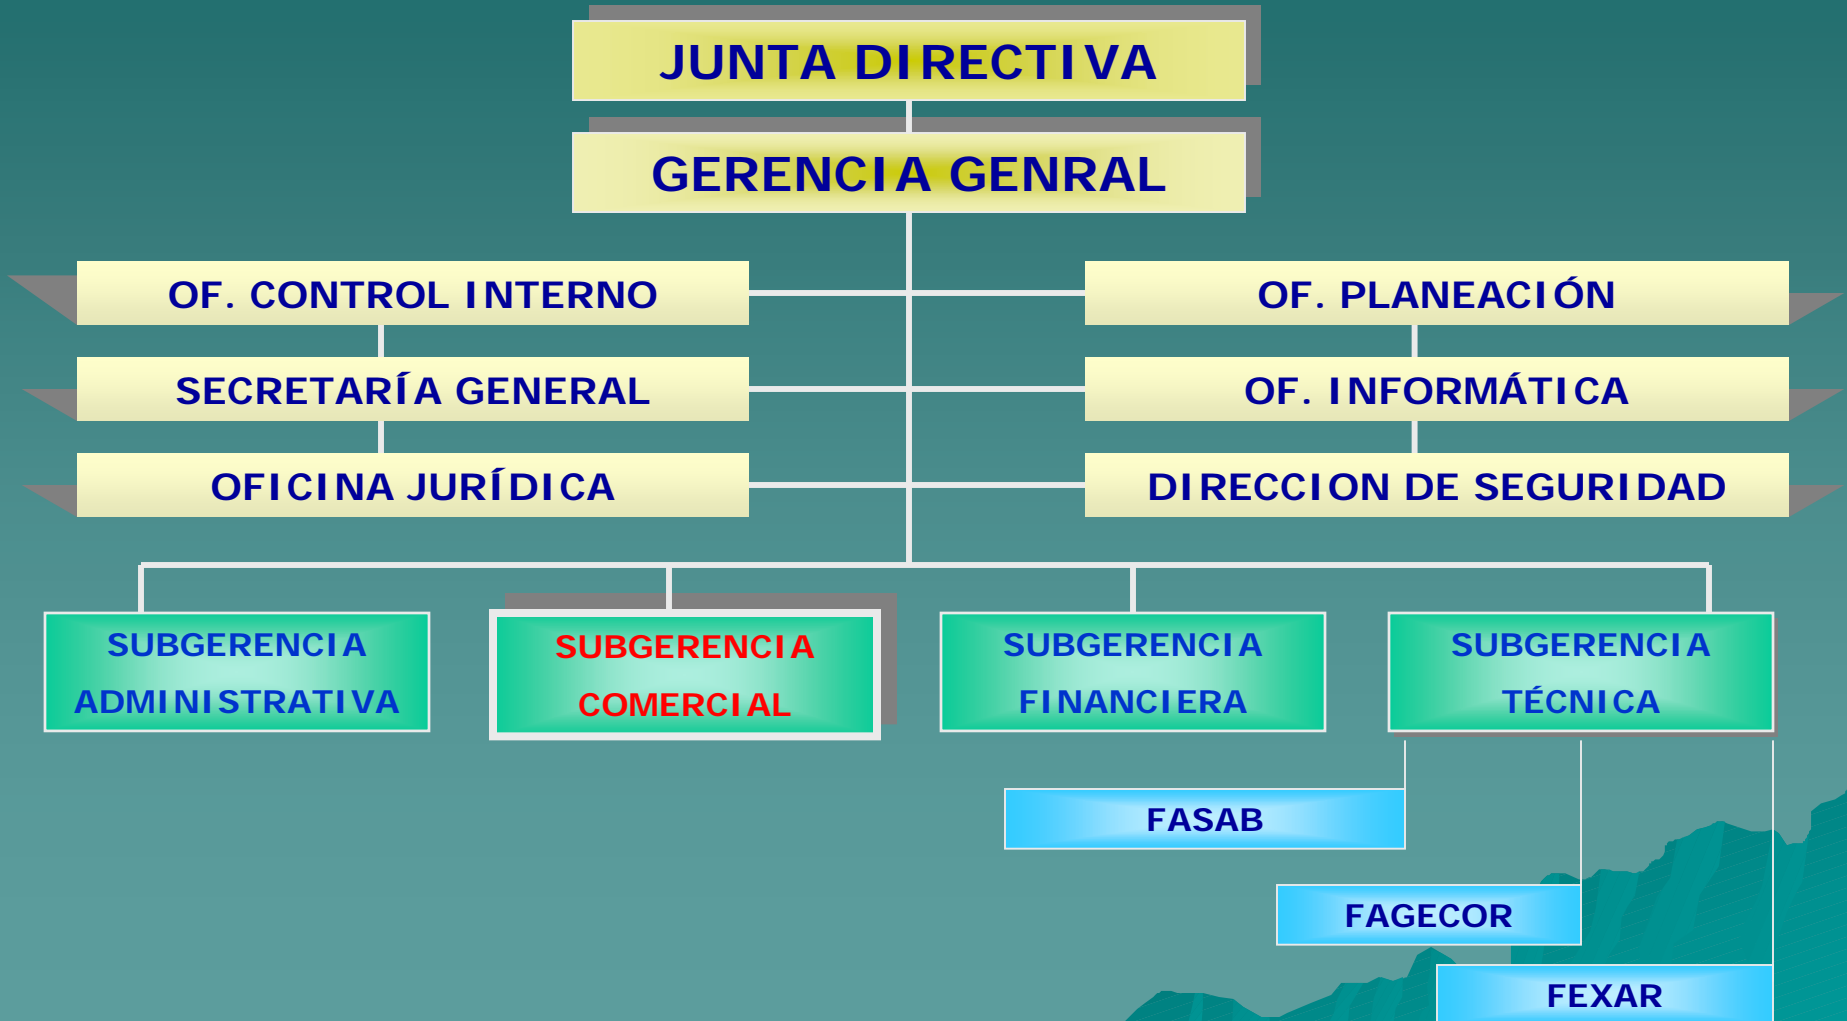 JUNTA DIRECTIVA
GERENCIA GENRAL
OF. CONTROL INTERNO
OF. PLANEACIÓN
SECRETARÍA GENERAL
OF. INFORMÁTICA
OFICINA JURÍDICA
DIRECCION DE SEGURIDAD
SUBGERENCIA
ADMINISTRATIVA
SUBGERENCIA
COMERCIAL
SUBGERENCIA
FINANCIERA
SUBGERENCIA
TÉCNICA
FASAB
FAGECOR
FEXAR